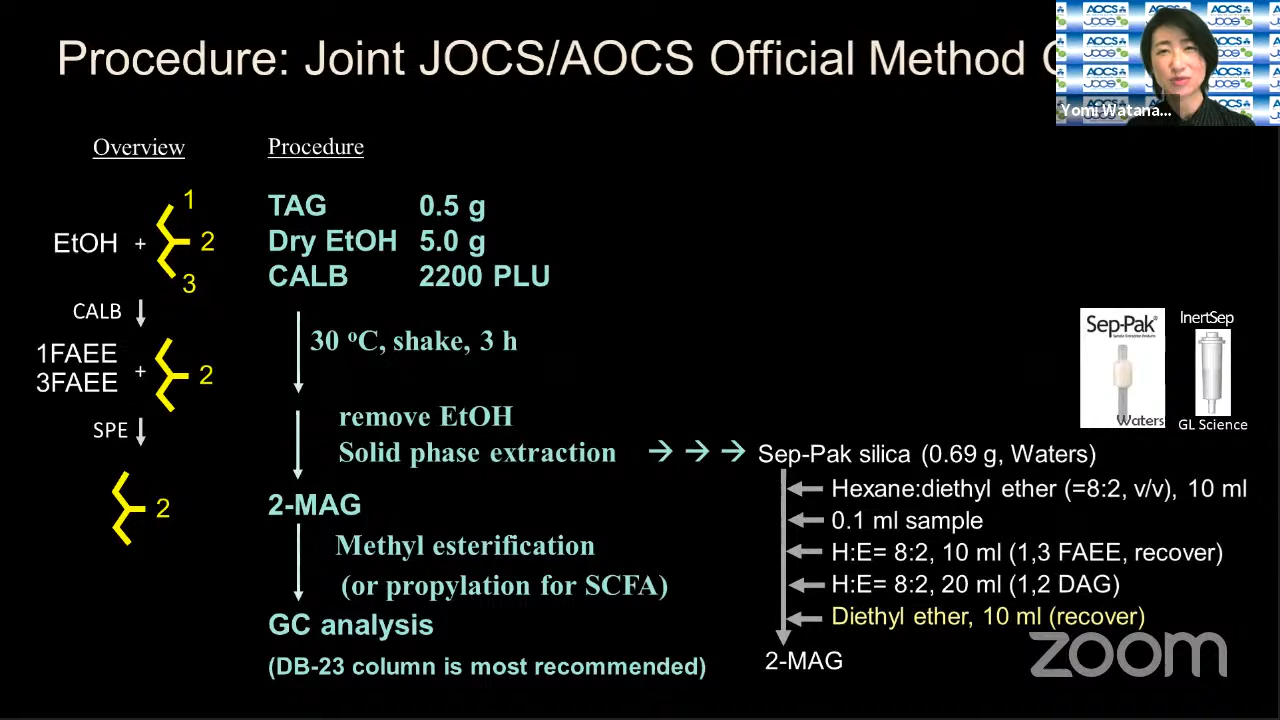 Procedure: Joint JOCS/AOCS Official Method
Yomi Watana...
Overview
Procedure
1
EtOH + 2
3
CALB
1FAEE
3FAEE + 2
SPE
2
TAG 0.5 g
Dry EtOH 5.0 g
CALB 2200 PLU
30 °C, shake, 3 h
remove EtOH
Solid phase extraction → → → Sep-Pak silica (0.69 g, Waters)
2-MAG
Methyl esterification
(or propylation for SCFA)
GC analysis
(DB-23 column is most recommended)
Sep-Pak®
Waters
InertSep
GL Science
Hexane:diethyl ether (=8:2, v/v), 10 ml
0.1 ml sample
H:E= 8:2, 10 ml (1,3 FAEE, recover)
H:E= 8:2, 20 ml (1,2 DAG)
Diethyl ether, 10 ml (recover)
2-MAG
zoom